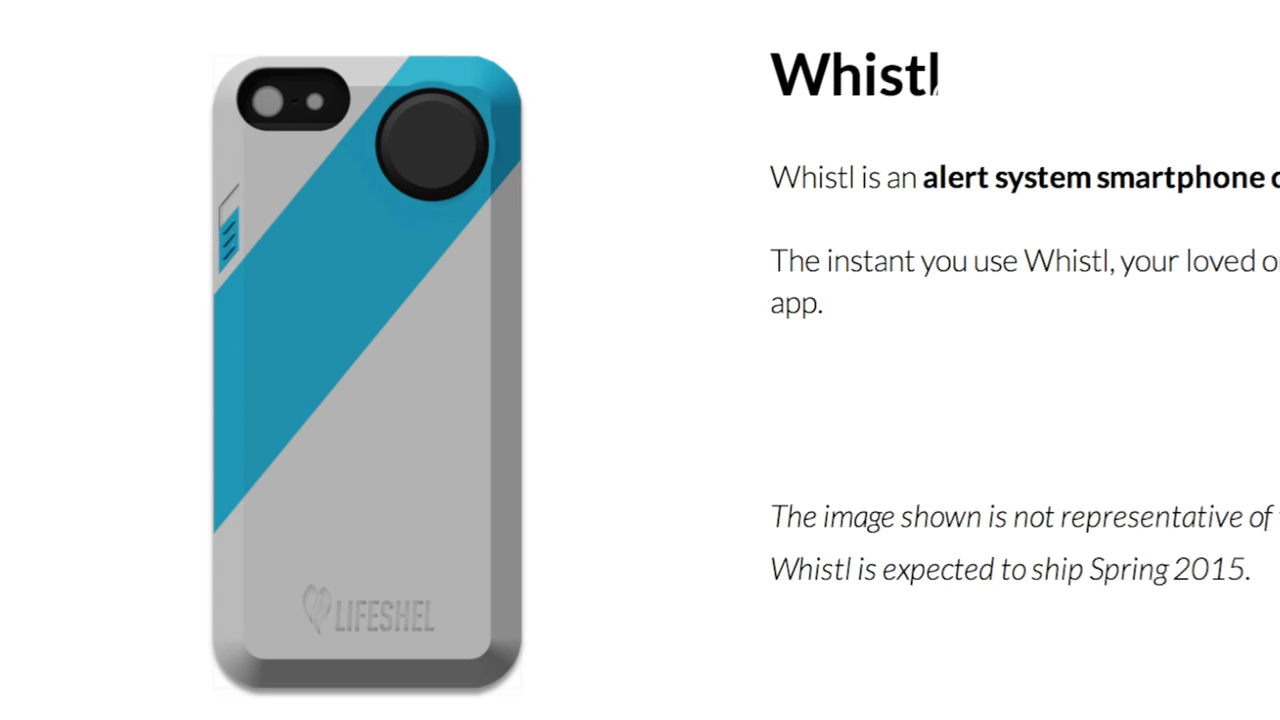 Whistl
Whistl is an alert system smartphone
The instant you use Whistl, your loved
app.
The image shown is not representative of
Whistl is expected to ship Spring 2015.
LIFESHEL